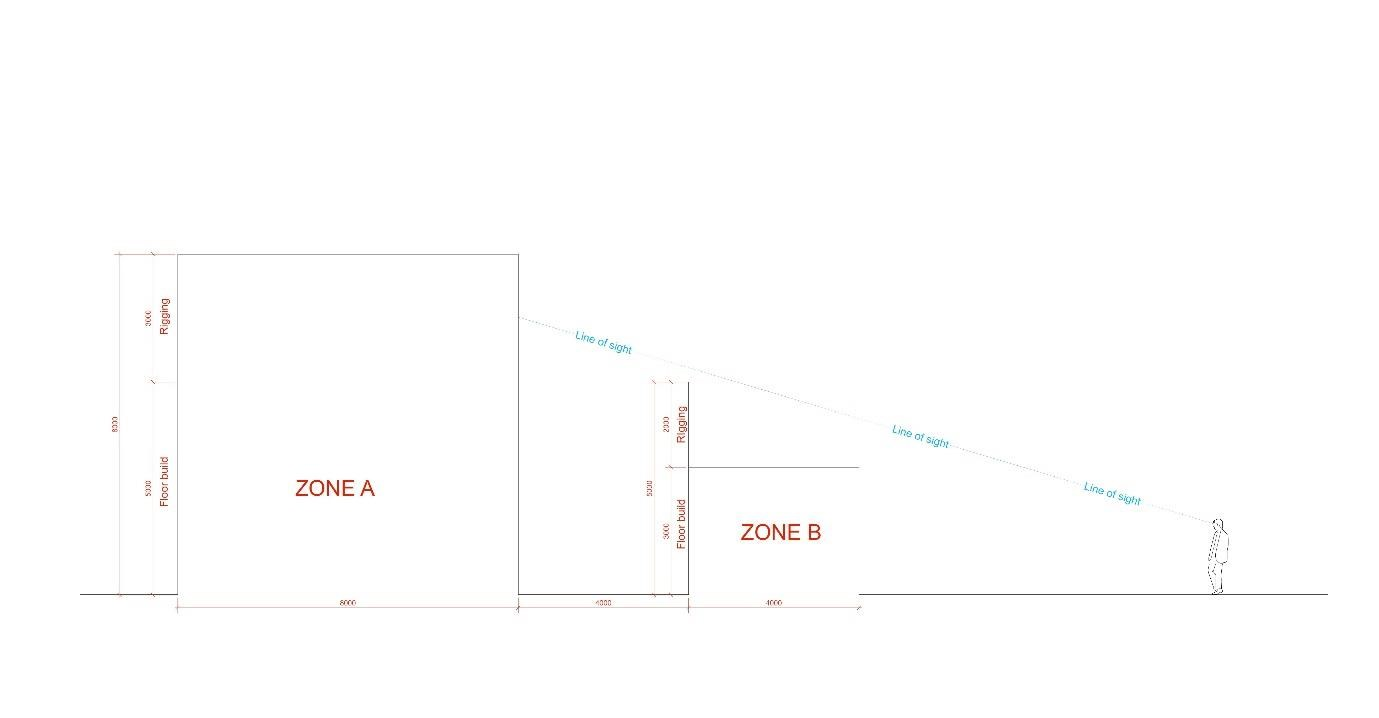 3000
Rigging
8000
5000
Floor build
ZONE A
8000
Line of sight
2000
Rigging
5000
3000
Floor build
ZONE B
4000
4000
Line of sight
Line of sight